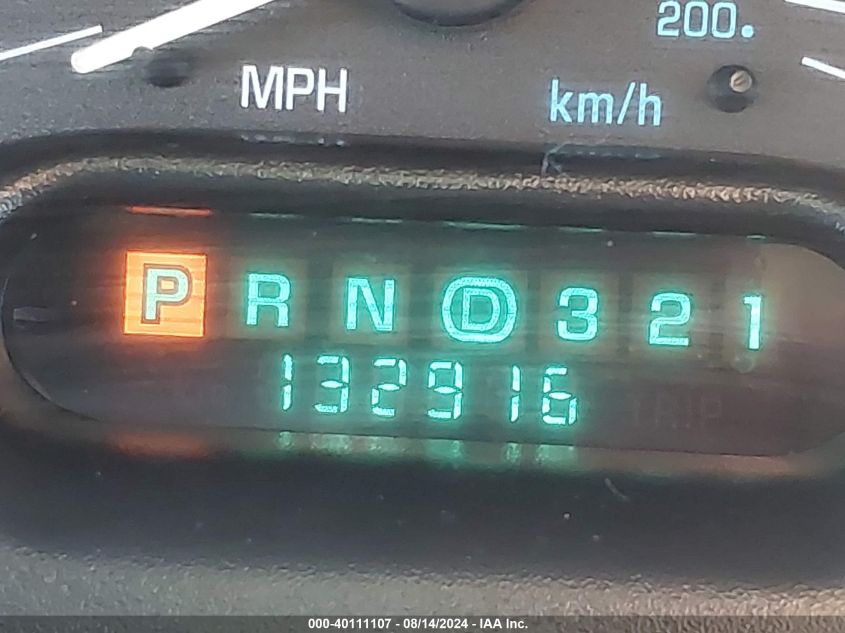 200
MPH km/h
P R N D 3 2 1
132916
TRIP
000-40111107 - 08/14/2024 - IAA Inc.